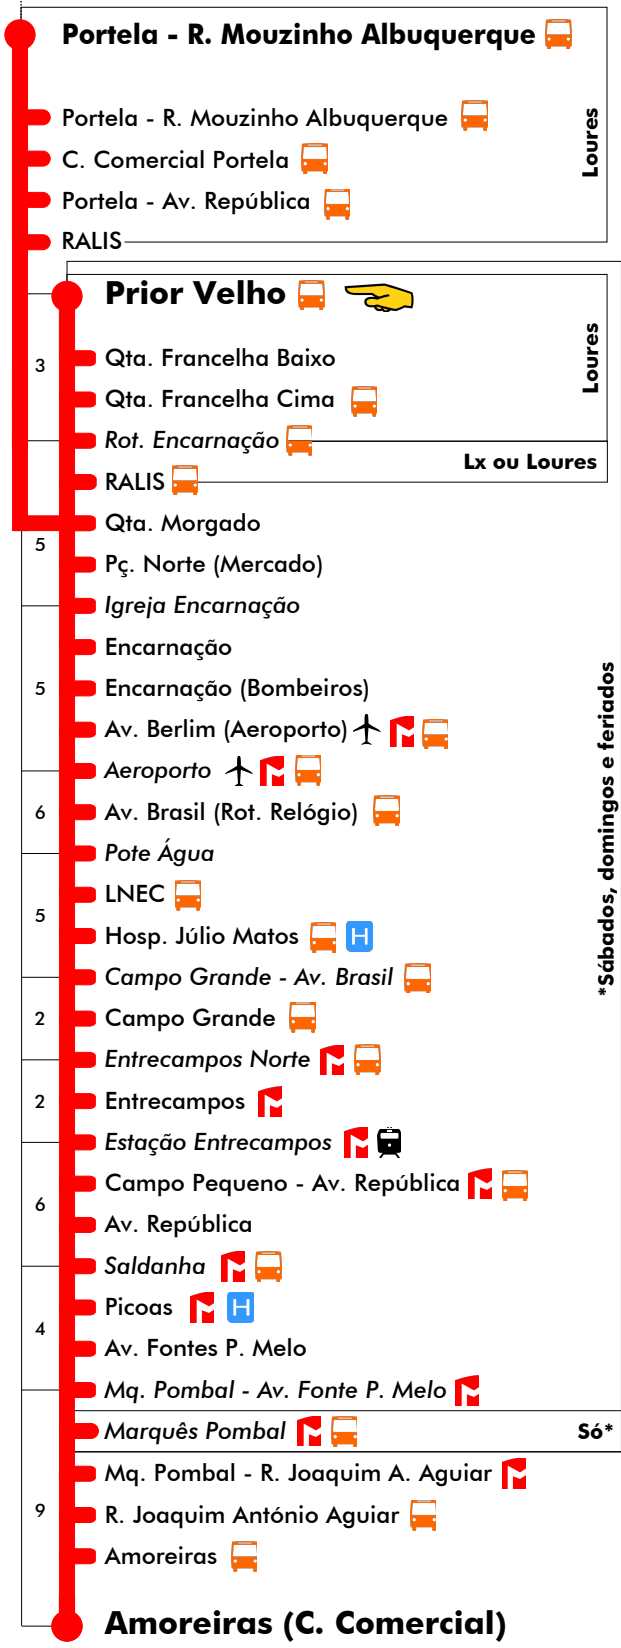 Portela - R. Mouzinho Albuquerque
Portela - R. Mouzinho Albuquerque
C. Comercial Portela
Portela - Av. República
RALIS
Loures
Prior Velho
3
Qta. Francelha Baixo
Qta. Francelha Cima
Loures
Rot. Encarnação
Lx ou Loures
RALIS
Qta. Morgado
5
Pç. Norte (Mercado)
Igreja Encarnação
Encarnação
5
Encarnação (Bombeiros)
Av. Berlim (Aeroporto)
Aeroporto
6
Av. Brasil (Rot. Relógio)
Pote Água
LNEC
5
Hosp. Júlio Matos
H
Campo Grande - Av. Brasil
2
Campo Grande
Entrecampos Norte
2
Entrecampos
Estação Entrecampos
Campo Pequeno - Av. República
6
Av. República
Saldanha
Picoas
H
4
Av. Fontes P. Melo
Mq. Pombal - Av. Fonte P. Melo
Marquês Pombal
Só*
*Sábados, domingos e feriados
Mq. Pombal - R. Joaquim A. Aguiar
9
R. Joaquim António Aguiar
Amoreiras
Amoreiras (C. Comercial)